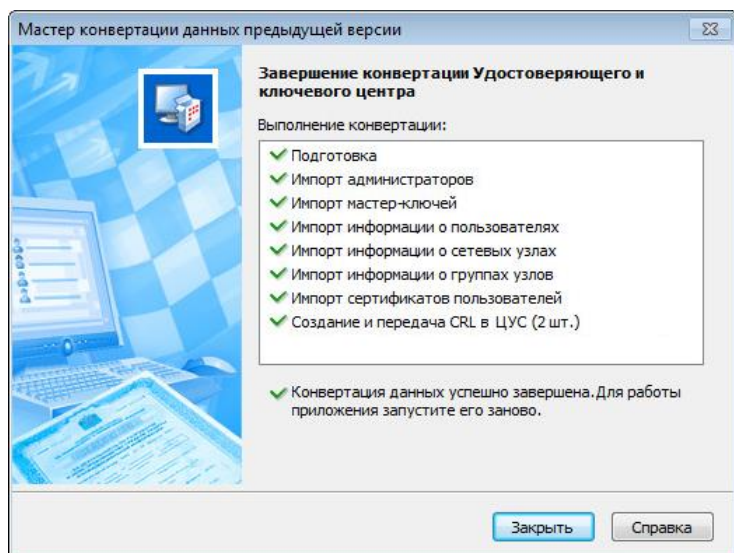 Мастер конвертации данных предыдущей версии
Завершение конвертации Удостоверяющего и
ключевого центра
Выполнение конвертации:
Подготовка
Импорт администраторов
Импорт мастер-ключей
Импорт информации о пользователях
Импорт информации о сетевых узлах
Импорт информации о группах узлов
Импорт сертификатов пользователей
Создание и передача CRL в ЦУС (2 шт.)
Конвертация данных успешно завершена.Для работы
приложения запустите его заново.
Закрыть
Справка